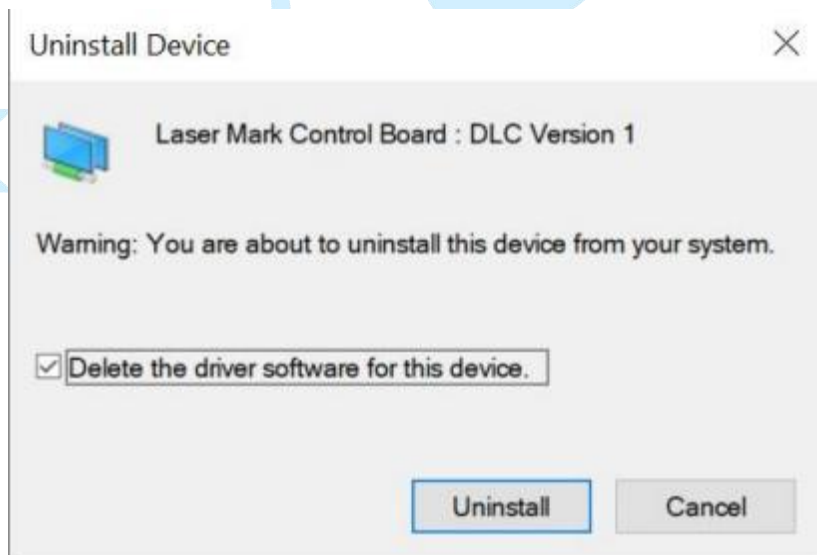 Uninstall Device
Laser Mark Control Board : DLC Version 1
Warning: You are about to uninstall this device from your system.
Delete the driver software for this device.
Uninstall Cancel